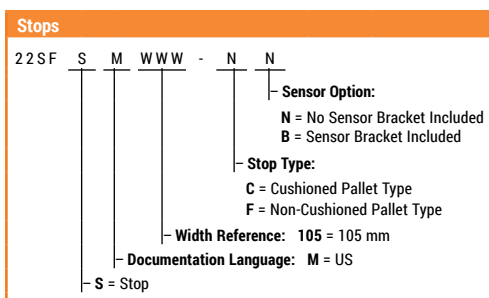 Stops
22SF S M WWW - N N
Sensor Option:
N = No Sensor Bracket Included
B = Sensor Bracket Included
Stop Type:
C = Cushioned Pallet Type
F = Non-Cushioned Pallet Type
Width Reference: 105 = 105 mm
Documentation Language: M = US
S = Stop